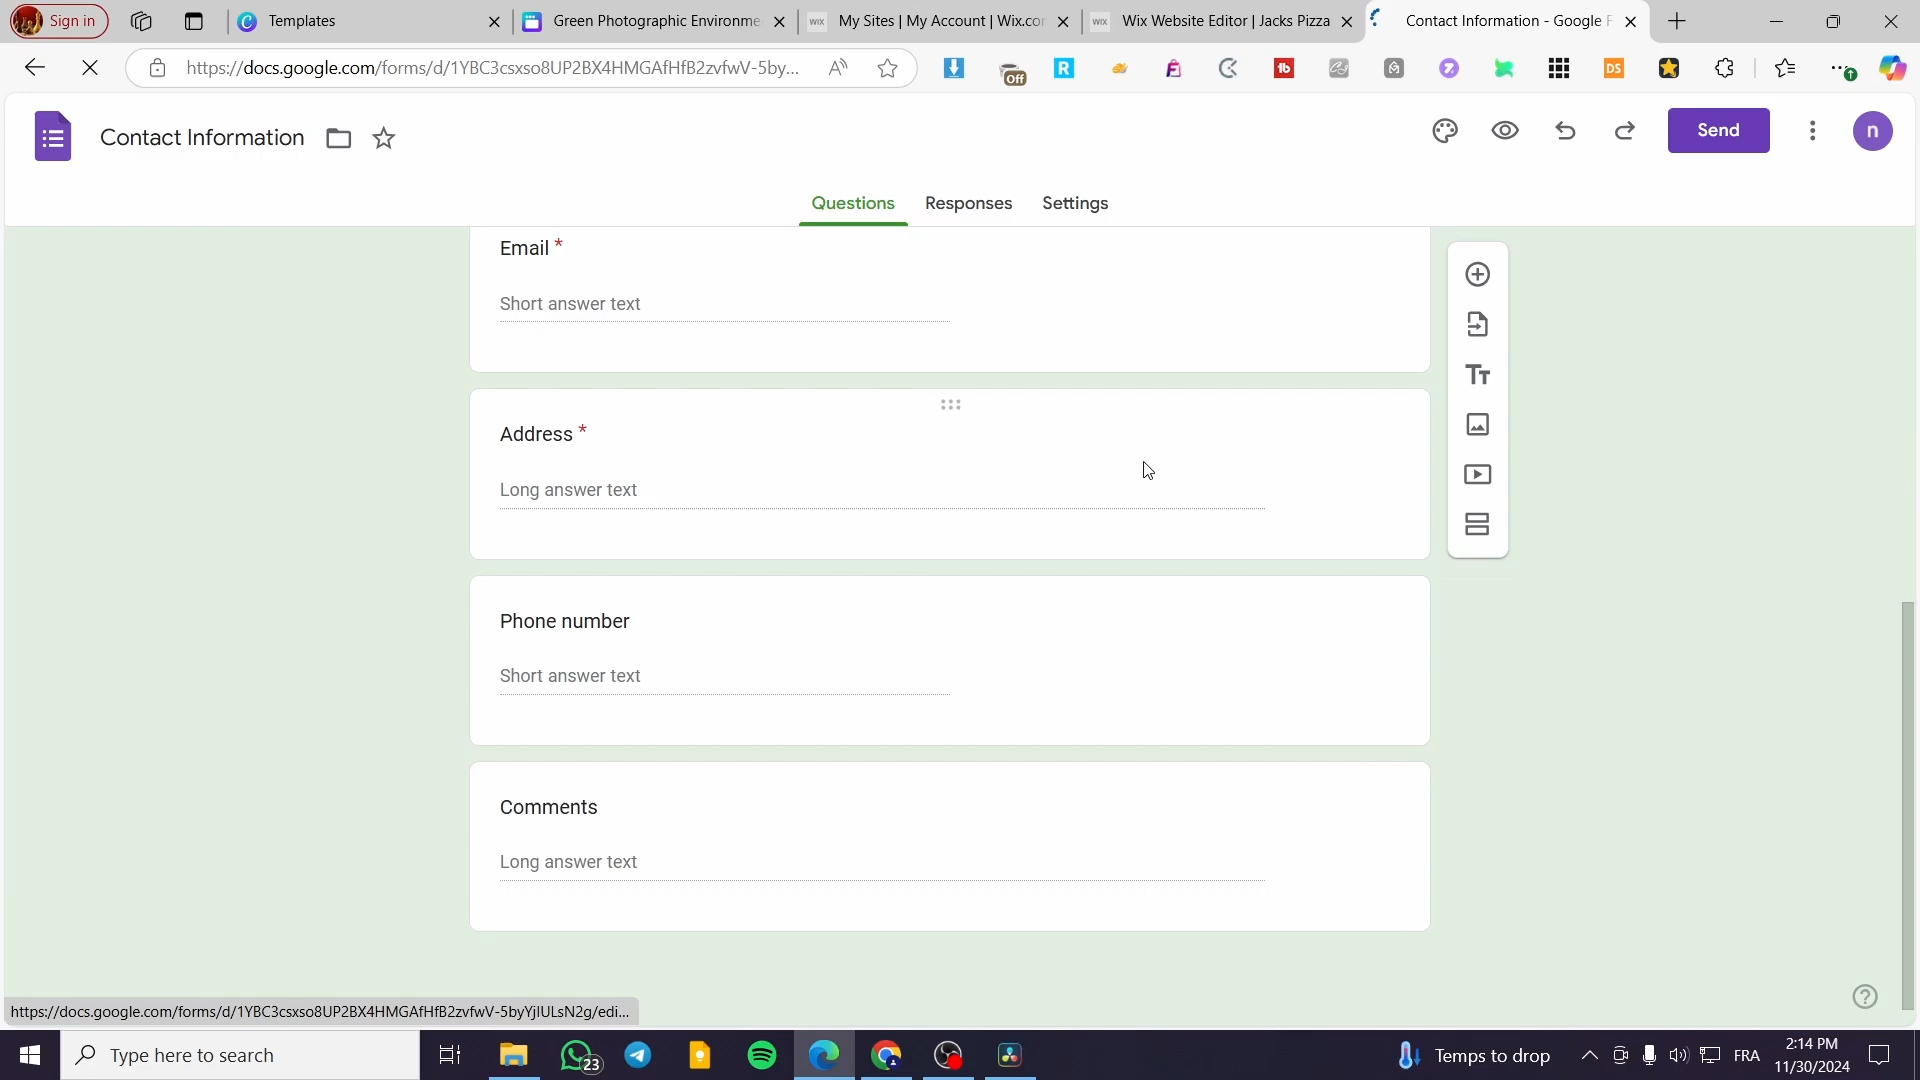 Sign in
Templates
Green Photographic Environme
My Sites | My Account | Wix.cor
Wix Website Editor | Jacks Pizza
Contact Information - Google F
https://docs.google.com/forms/d/1YBC3csxso8UP2BX4HMGAfHfB2zvfwV-5by...
Off
Contact Information
Send
n
Questions
Responses
Settings
Email *
Short answer text
Address *
Long answer text
Phone number
Short answer text
Comments
Long answer text
https://docs.google.com/forms/d/1YBC3csxso8UP2BX4HMGAfHfB2zvfwV-5byYjIULsN2g/edi...
Type here to search
23
Temps to drop
FRA
2:14 PM
11/30/2024